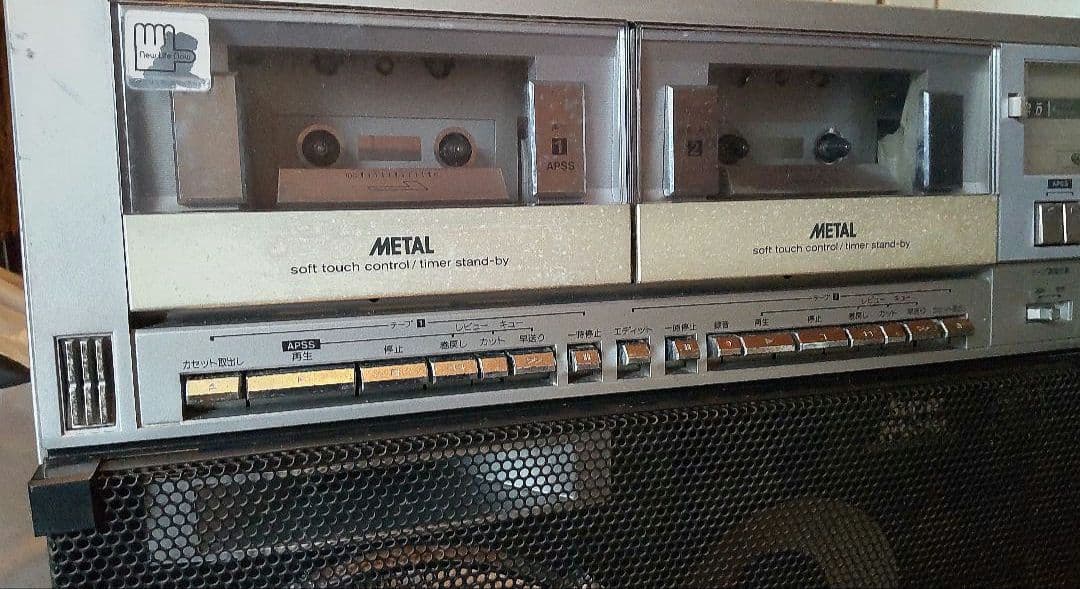 New Life Now
1
APSS
2
METAL
soft touch control/timer stand-by
METAL
soft touch control/timer stand-by
APSS
テープ 1
レビュー キュー
カセット取出し
APSS
再生
停止
巻戻し
カット
早送り
一時停止
エディット
一時停止
テープ 2
レビュー キュー
録音
再生
停止
巻戻し
カット
早送り